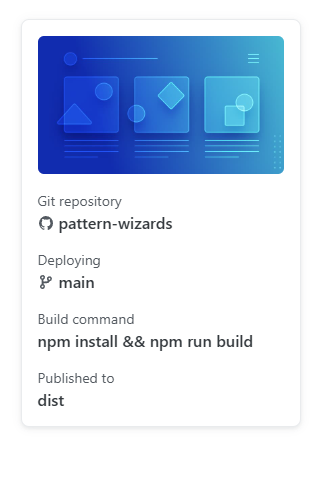 Git repository
pattern-wizards
Deploying
main
Build command
npm install && npm run build
Published to
dist